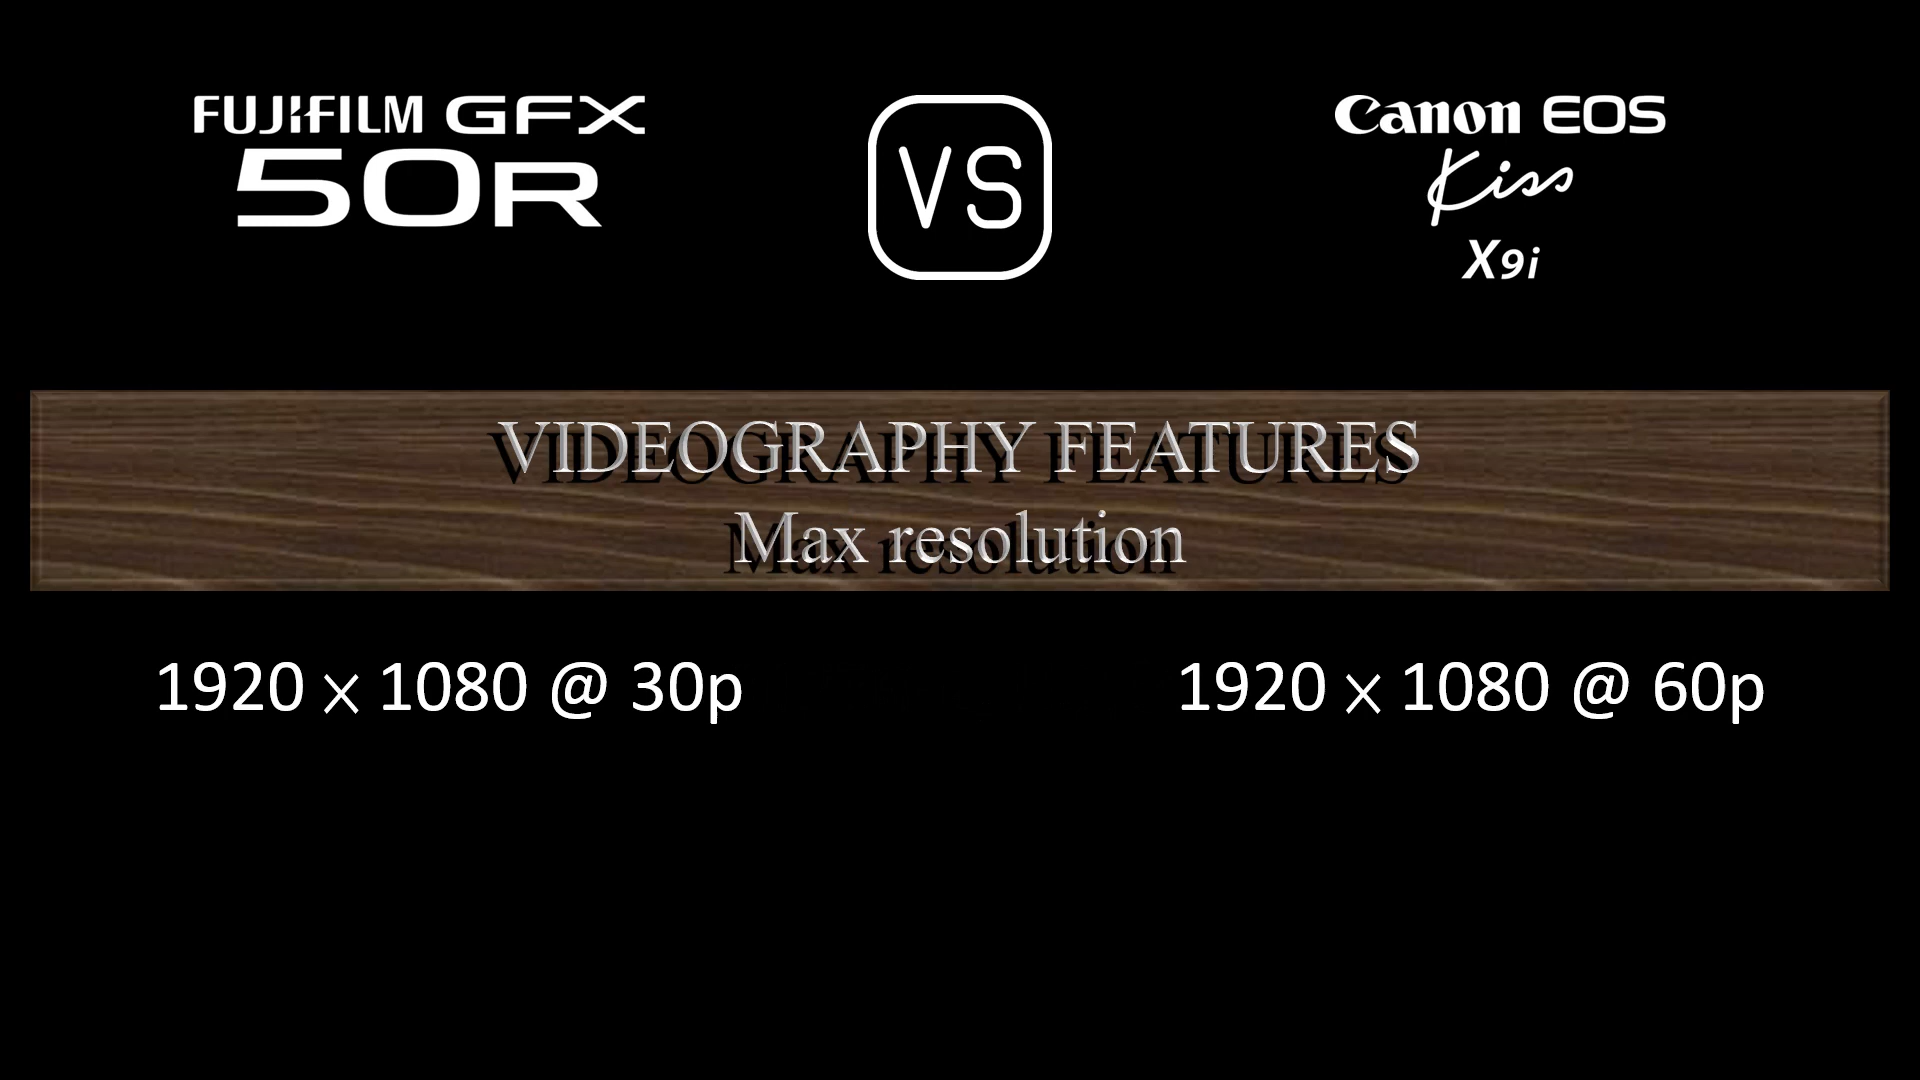 FUJIFILM GFX
50R
VS
Canon EOS
Kiss
X9i
VIDEOGRAPHY FEATURES
Max resolution
1920 x 1080 @ 30p
1920 x 1080 @ 60p